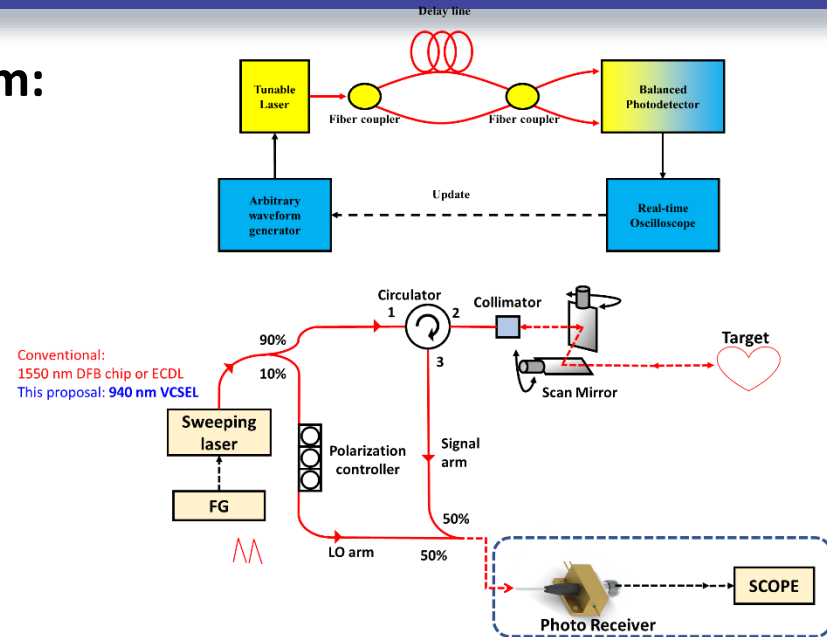 m:
Delay line
Tunable
Laser
Fiber coupler
Fiber coupler
Balanced
Photodetector
Arbitrary
waveform
generator
Update
Real-time
Oscilloscope
Circulator
1
2
3
Collimator
Target
Scan Mirror
90%
10%
Conventional:
1550 nm DFB chip or ECDL
This proposal: 940 nm VCSEL
Sweeping
laser
FG
Polarization
controller
Signal
arm
LO arm
50%
50%
Photo Receiver
SCOPE